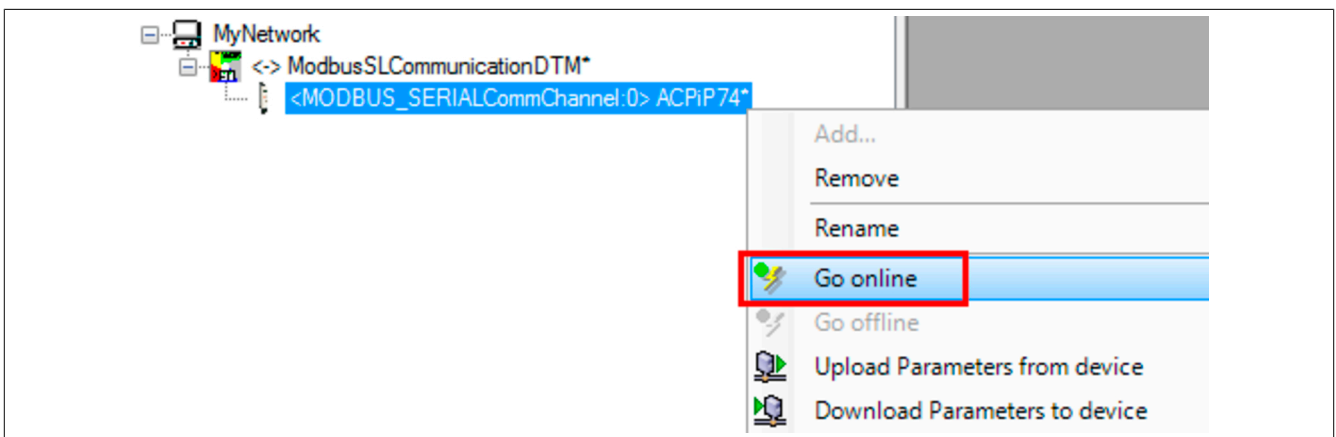 MyNetwork
<-> ModbusSLCommunicationDTM*
<MODBUS_SERIALCommChannel:0> ACPiP74*
Add...
Remove
Rename
Go online
Go offline
Upload Parameters from device
Download Parameters to device